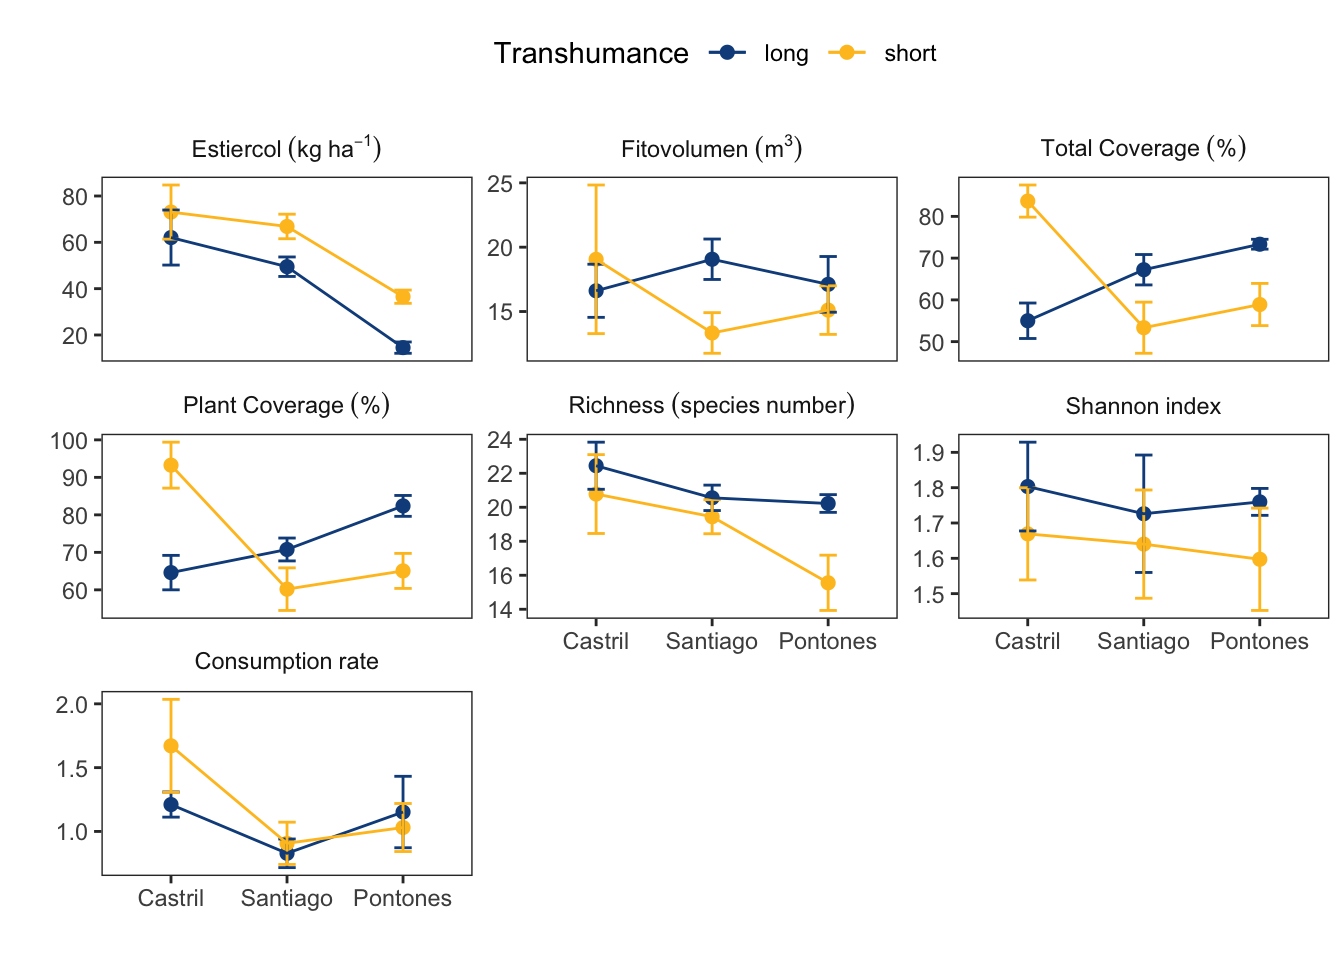 Transhumance long short
Estiercol (kg ha⁻¹)
Fitovolumen (m³)
Total Coverage (%)
80
60
40
20
25
20
15
80
70
60
50
Plant Coverage (%)
Richness (species number)
Shannon index
100
90
80
70
60
24
22
20
18
16
14
1.9
1.8
1.7
1.6
1.5
Castril Santiago Pontones
Castril Santiago Pontones
Consumption rate
2.0
1.5
1.0
Castril Santiago Pontones